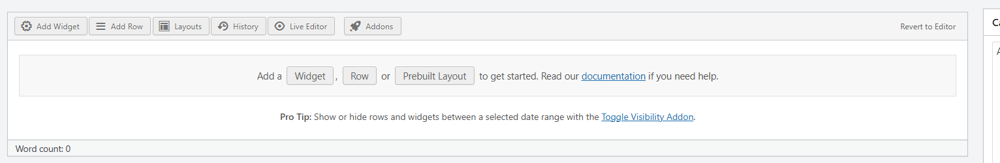 Add Widget Add Row Layouts History Live Editor Addons Revert to Editor
Add a Widget , Row or Prebuilt Layout to get started. Read our documentation if you need help.
Pro Tip: Show or hide rows and widgets between a selected date range with the Toggle Visibility Addon.
Word count: 0